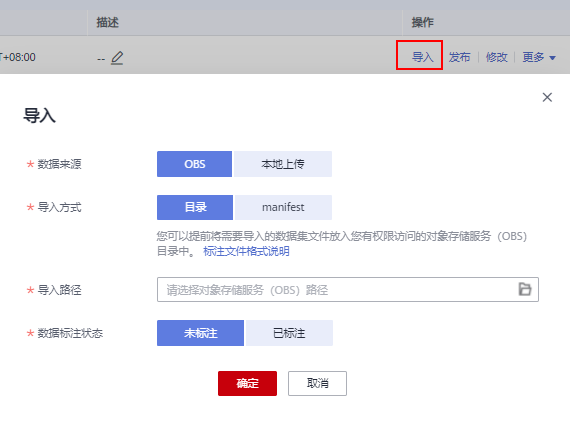 描述 操作
T+08:00 -- 导入 发布 修改 更多
导入
* 数据来源 OBS 本地上传
* 导入方式 目录 manifest
您可以提前将需要导入的数据集文件放入您有权限访问的对象存储服务（OBS）
目录中。 标注文件格式说明
* 导入路径 请选择对象存储服务（OBS）路径
* 数据标注状态 未标注 已标注
确定 取消